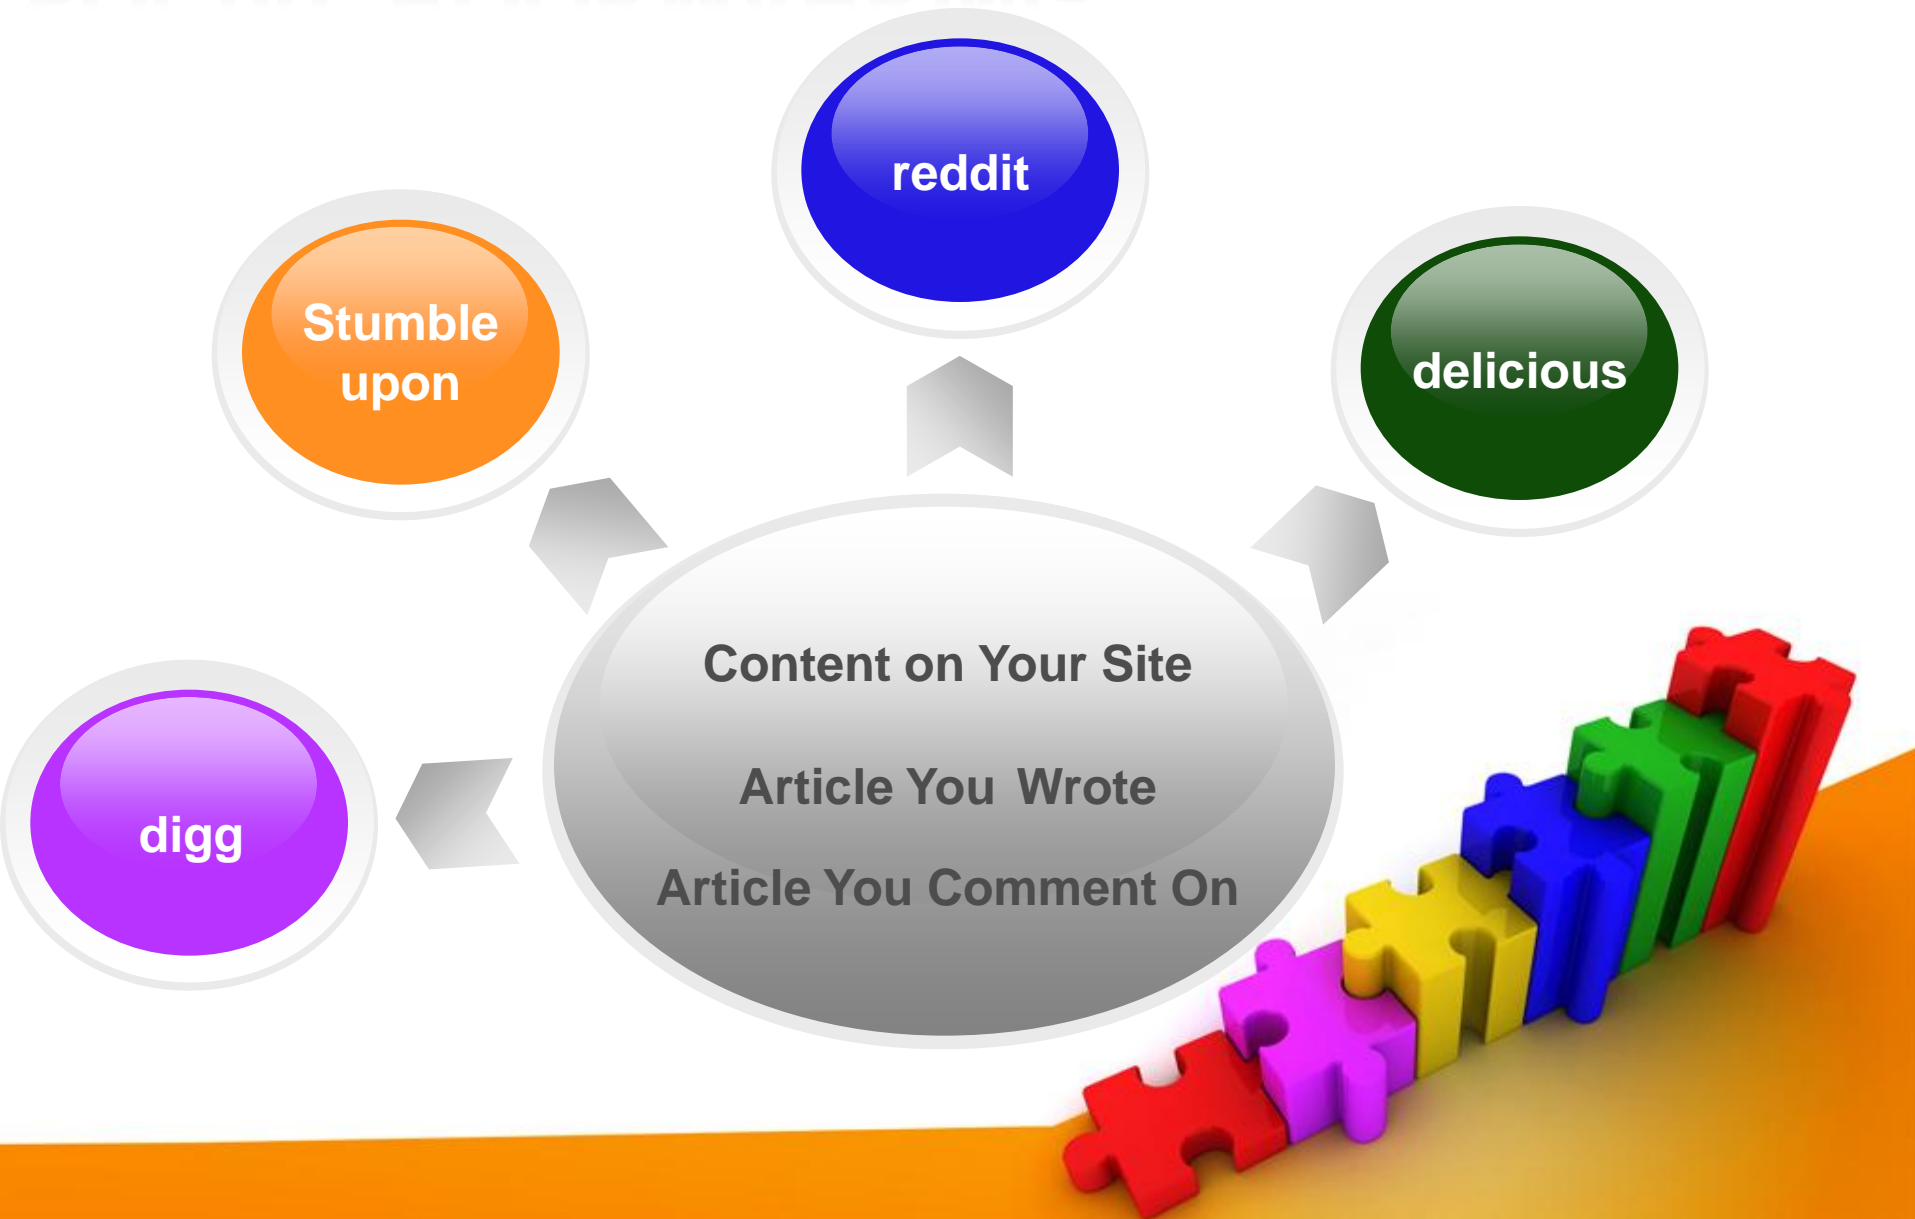 reddit
Stumble
upon
delicious
Content on Your Site
digg
Article You Wrote
Article You Comment On